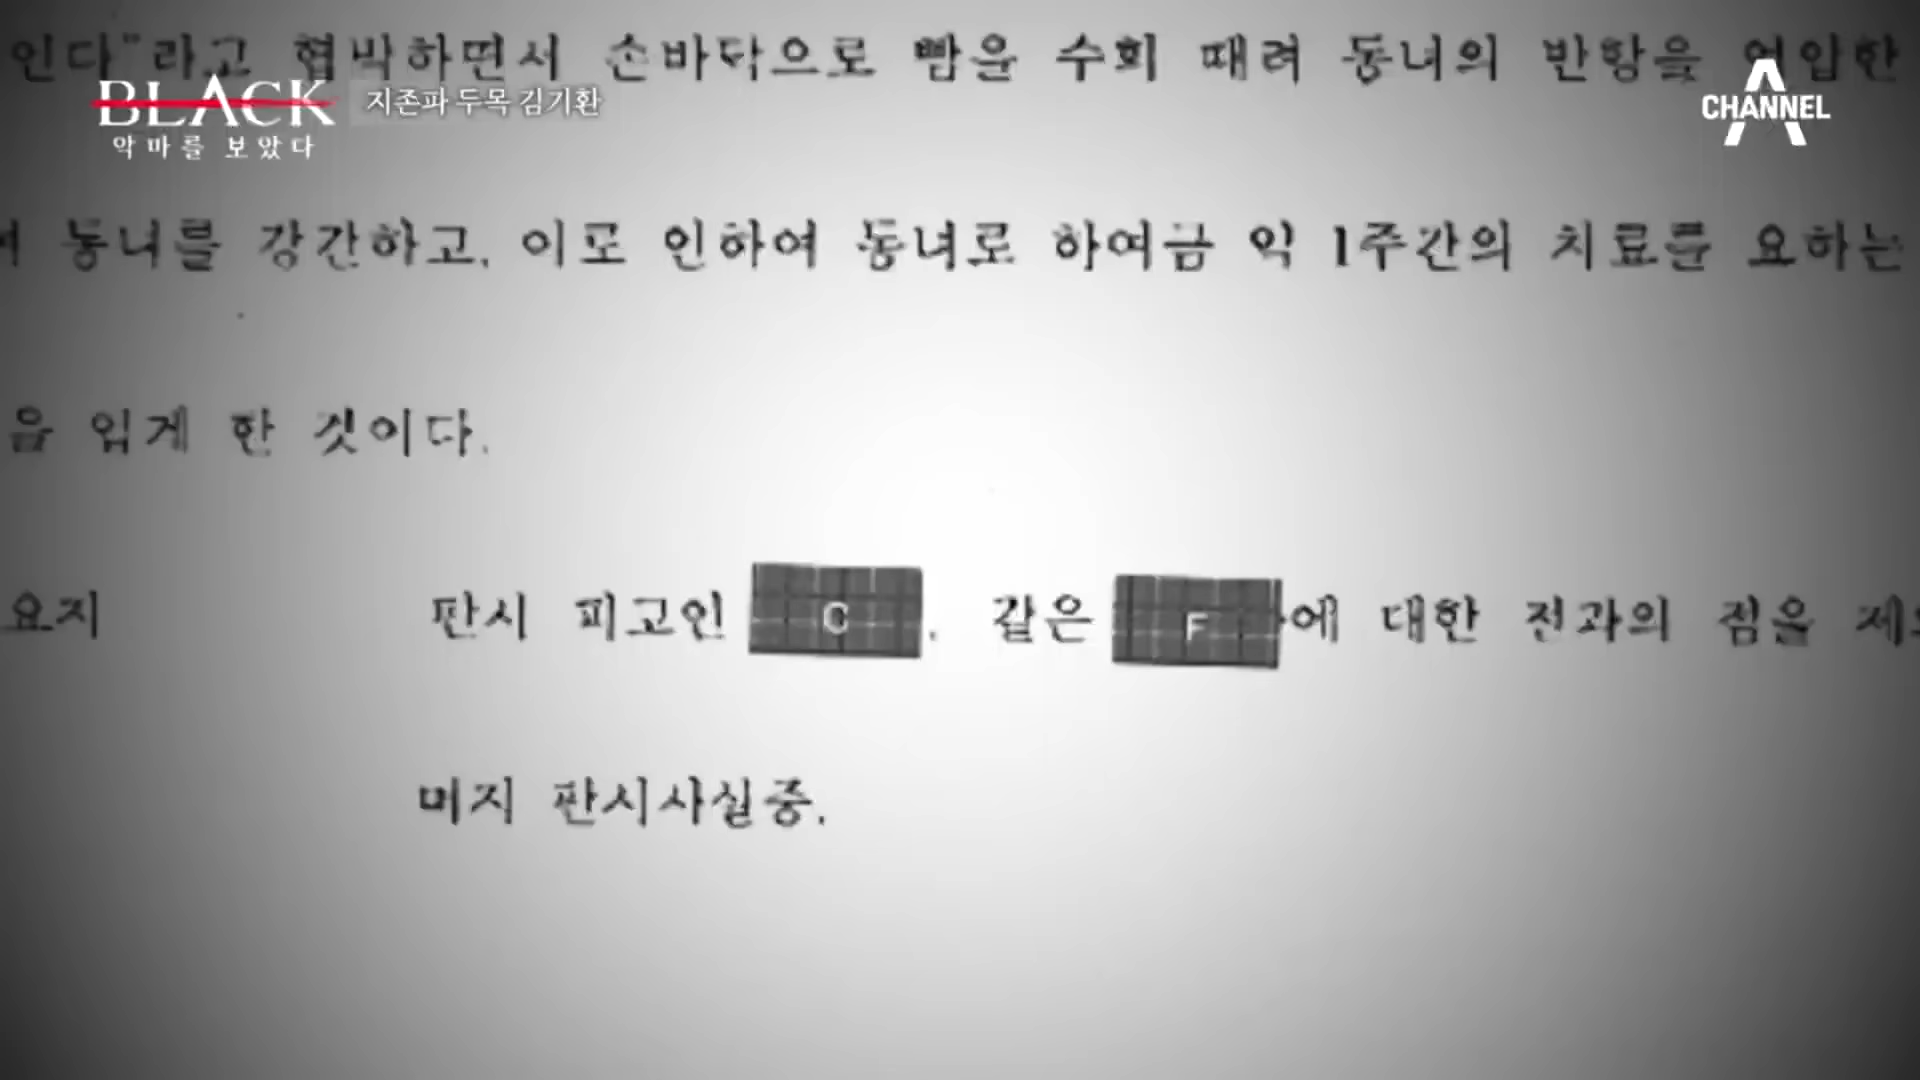 인다"라고 협박하면서 손바닥으로 빰을 수회 때려 동녀의 반항을 억압한
BLACK
지존파 두목 김기환
악마를 보았다
CHANNEL A
동녀를 강간하고, 이로 인하여 동녀로 하여금 약 1주간의 치료를 요하는
을 입게 한 것이다.
요지 판시 피고인 C, 같은 F에 대한 전과의 점을 제외
머지 판시사실중,